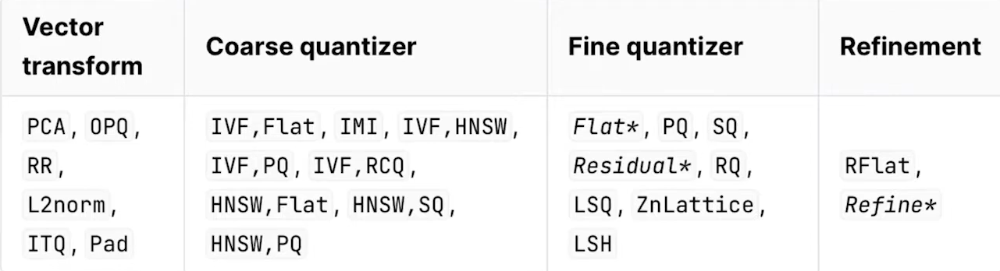 Vector
transform
Coarse quantizer
Fine quantizer
Refinement
PCA, OPQ,
RR,
L2norm,
ITQ, Pad
IVF,Flat, IMI, IVF,HNSW,
IVF,PQ, IVF,RCQ,
HNSW,Flat, HNSW,SQ,
HNSW,PQ
Flat*, PQ, SQ,
Residual*, RQ,
LSQ, ZnLattice,
LSH
RFlat,
Refine*